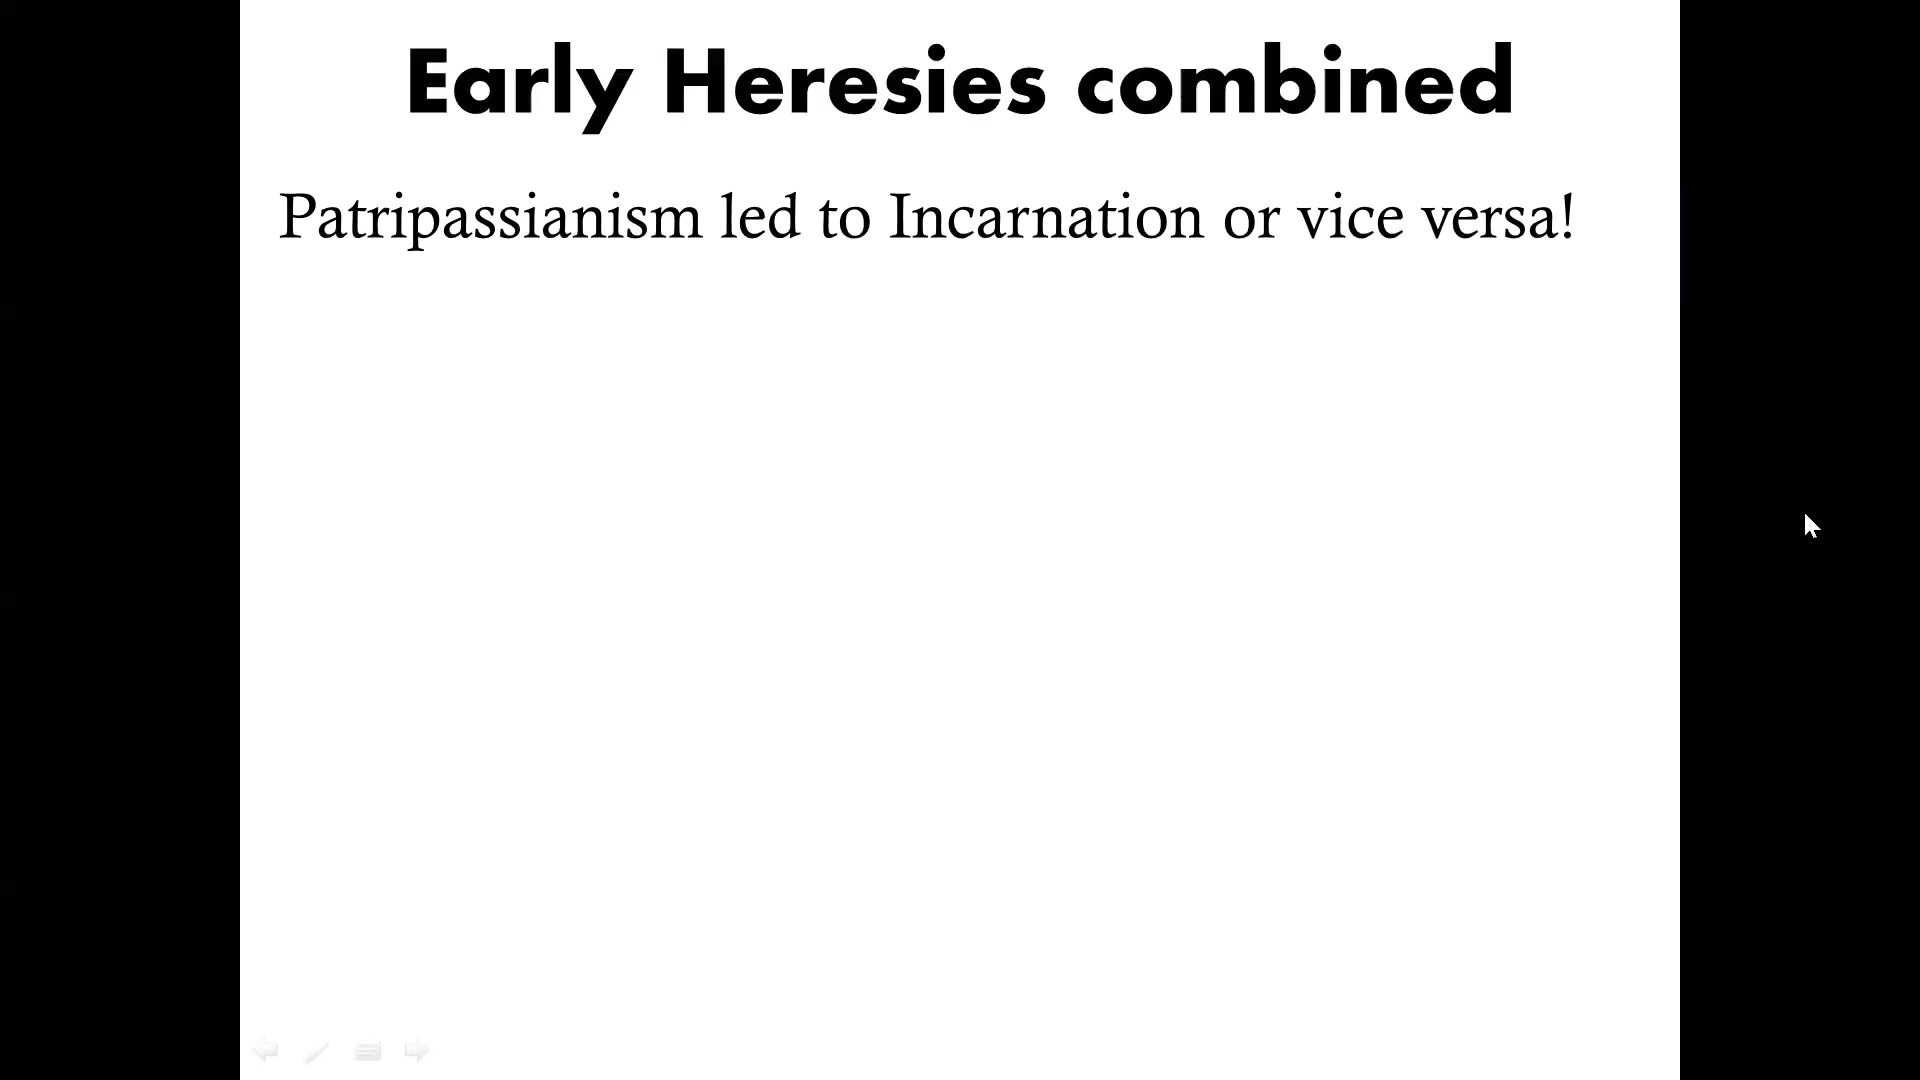 Early Heresies combined
Patripassianism led to Incarnation or vice versa!